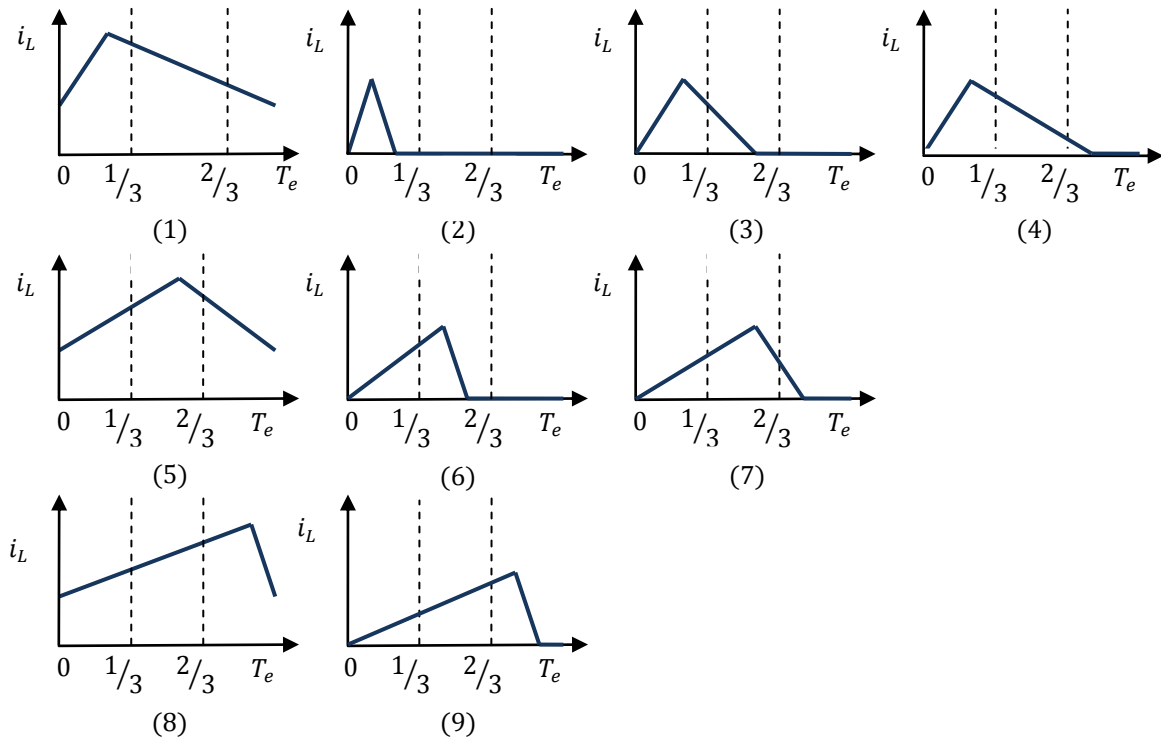 i_L i_L i_L i_L
0 1/3 2/3 T_e 0 1/3 2/3 T_e 0 1/3 2/3 T_e 0 1/3 2/3 T_e
(1) (2) (3) (4)
i_L i_L i_L
0 1/3 2/3 T_e 0 1/3 2/3 T_e 0 1/3 2/3 T_e
(5) (6) (7)
i_L i_L
0 1/3 2/3 T_e 0 1/3 2/3 T_e
(8) (9)